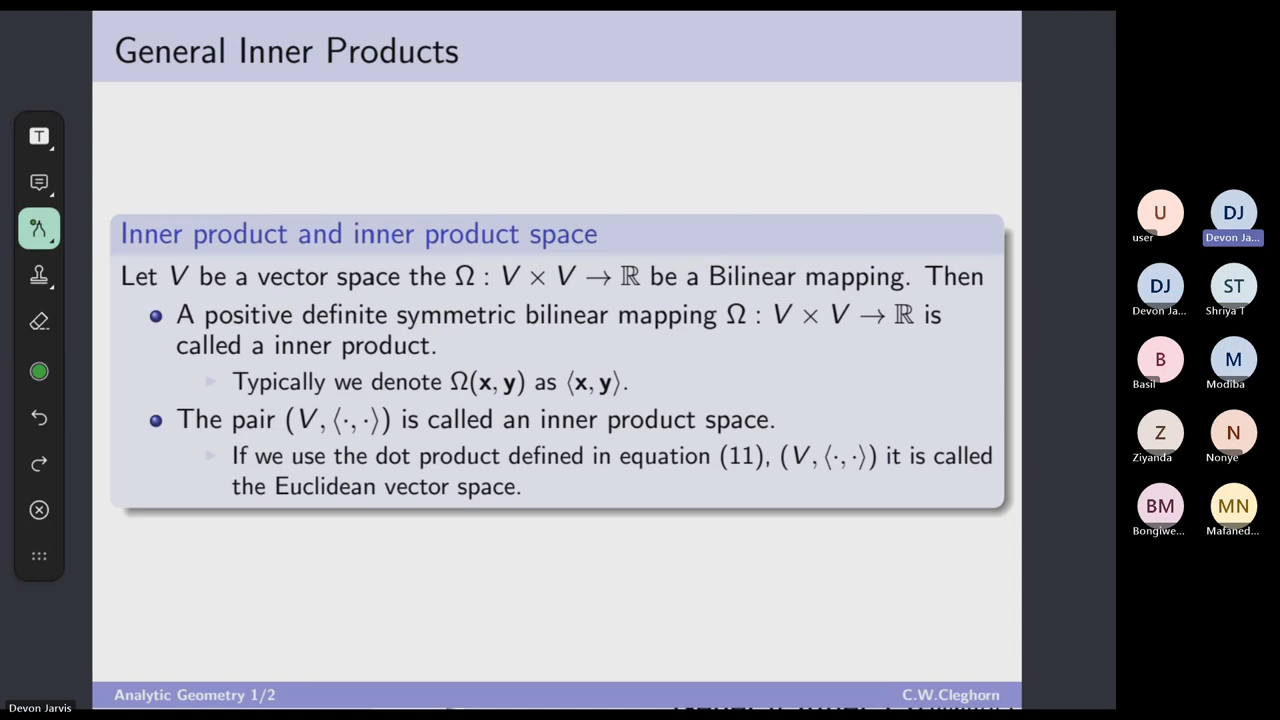 General Inner Products
Inner product and inner product space
Let V be a vector space the Ω : V × V → ℝ be a Bilinear mapping. Then
A positive definite symmetric bilinear mapping Ω : V × V → ℝ is
called a inner product.
Typically we denote Ω(x, y) as ⟨x, y⟩.
The pair (V, ⟨·, ·⟩) is called an inner product space.
If we use the dot product defined in equation (11), (V, ⟨·, ·⟩) it is called
the Euclidean vector space.
Analytic Geometry 1/2
C.W.Cleghorn
Devon Jarvis
T
U
DJ
user
Devon Ja...
DJ
ST
Devon Ja...
Shriya T
B
M
Basil
Modiba
Z
N
Ziyanda
Nonye
BM
MN
Bongiwe...
Mafaned...